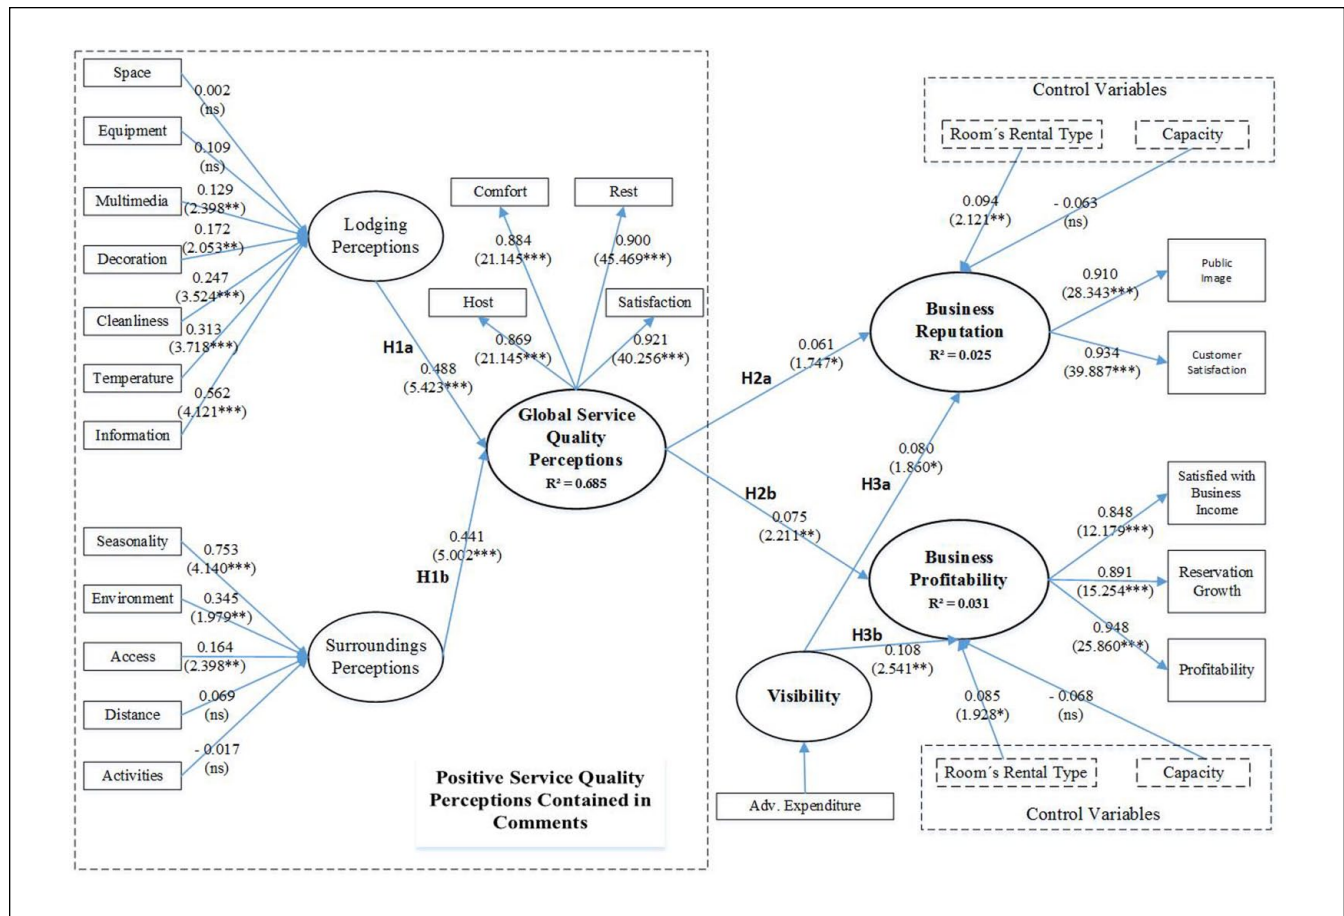 Space
0.002
(ns)
Equipment
0.109
(ns)
Multimedia
0.129
(2.398**)
Decoration
0.172
(2.053**)
Cleanliness
0.247
(3.524***)
Temperature
0.313
(3.718***)
Information
0.562
(4.121***)
Lodging
Perceptions
Seasonality
0.753
(4.140***)
Environment
0.345
(1.979**)
Access
0.164
(2.398**)
Distance
0.069
(ns)
Activities
- 0.017
(ns)
Surroundings
Perceptions
H1a
0.488
(5.423***)
H1b
0.441
(5.002***)
Comfort
0.884
(21.145***)
Rest
0.900
(45.469***)
Host
0.869
(21.145***)
Satisfaction
0.921
(40.256***)
Global Service
Quality
Perceptions
R² = 0.685
Positive Service Quality
Perceptions Contained in
Comments
H2a
0.061
(1.747*)
H2b
0.075
(2.211**)
H3a
0.080
(1.860*)
H3b
0.108
(2.541**)
Visibility
Adv. Expenditure
Control Variables
Room´s Rental Type
Capacity
0.094
(2.121**)
- 0.063
(ns)
Business
Reputation
R² = 0.025
0.910
(28.343***)
Public
Image
0.934
(39.887***)
Customer
Satisfaction
Business
Profitability
R² = 0.031
0.848
(12.179***)
Satisfied with
Business
Income
0.891
(15.254***)
Reservation
Growth
0.948
(25.860***)
Profitability
0.085
(1.928*)
- 0.068
(ns)
Room´s Rental Type
Capacity
Control Variables